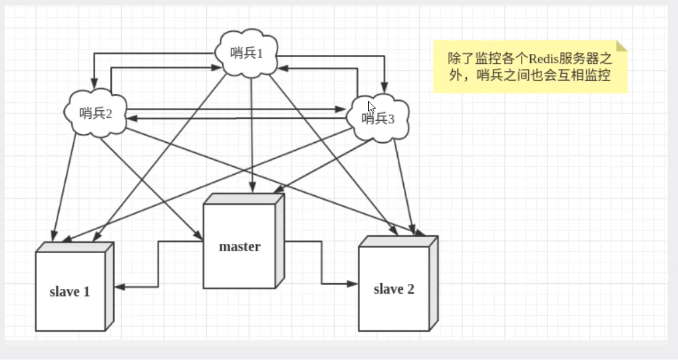 哨兵1
除了监控各个Redis服务器之
外，哨兵之间也会互相监控
哨兵2
哨兵3
master
slave 1
slave 2